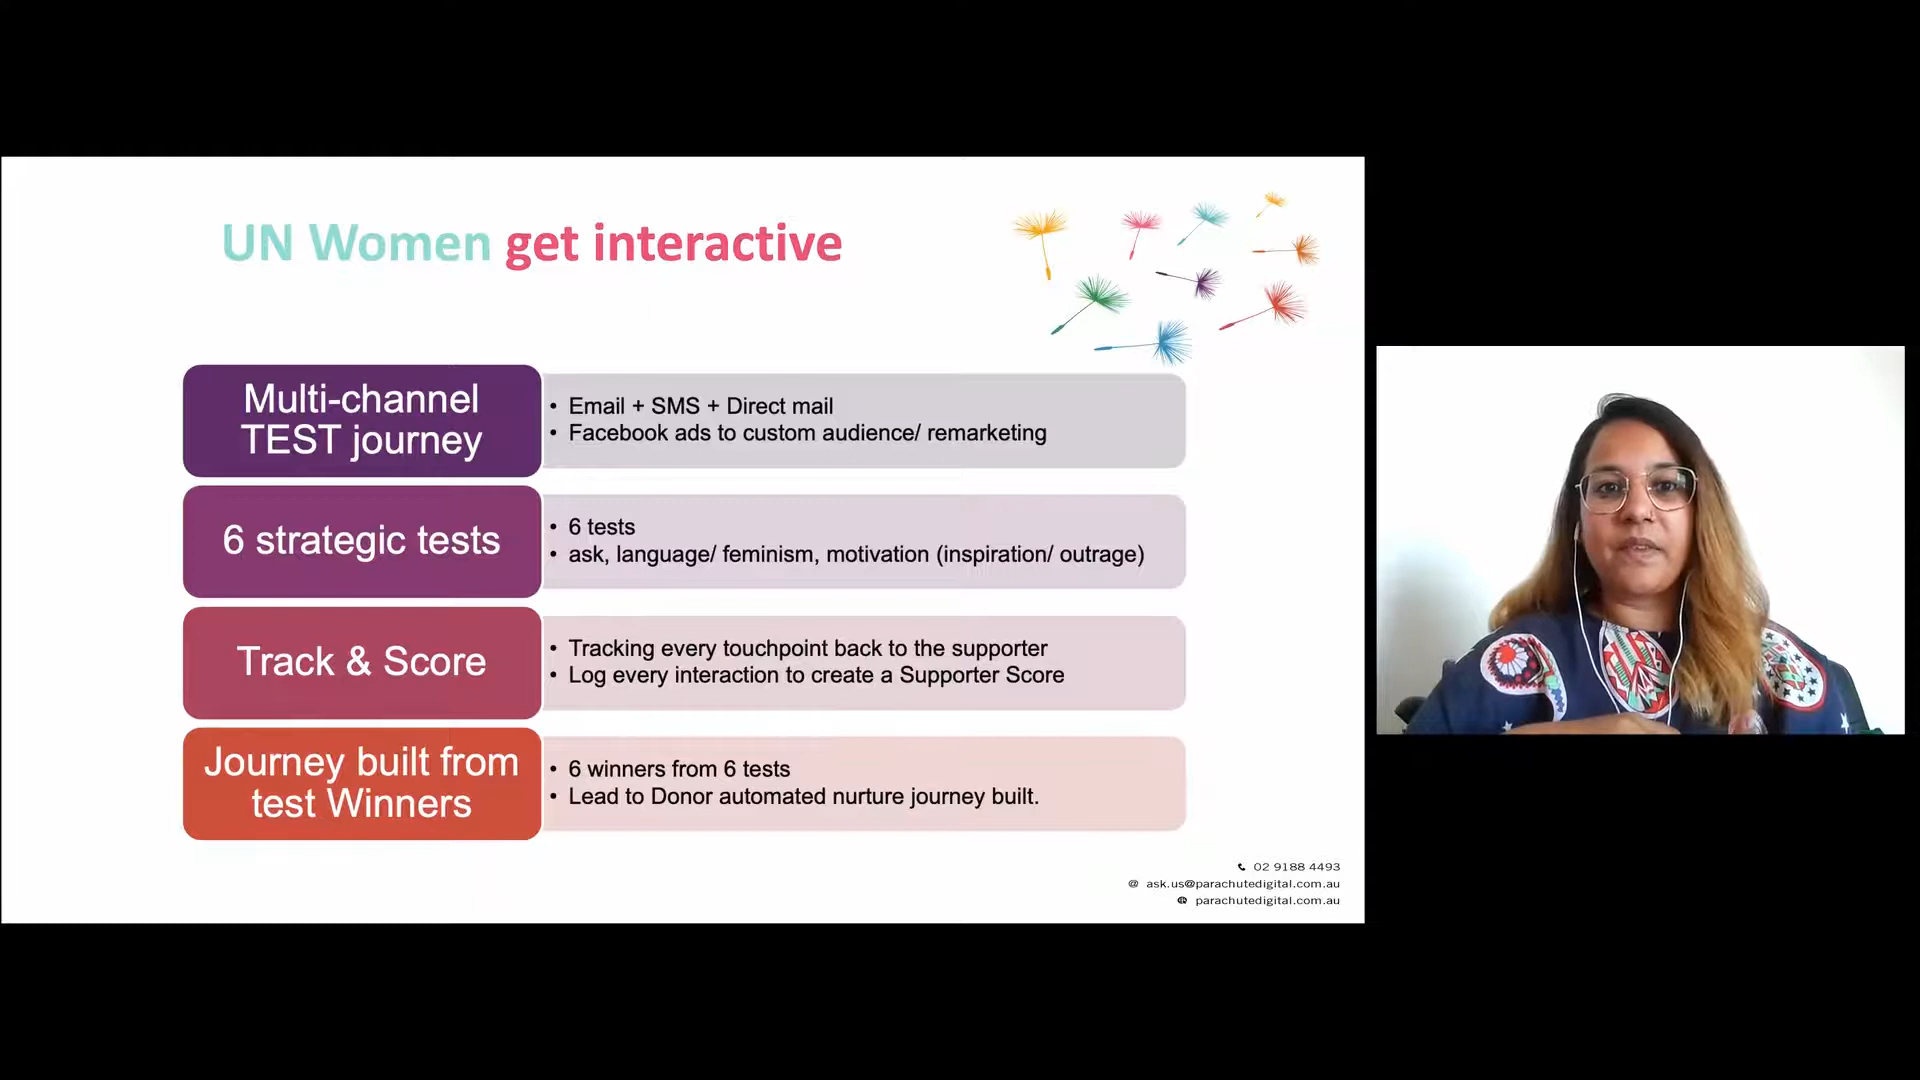 UN Women get interactive
Multi-channel
TEST journey
• Email + SMS + Direct mail
• Facebook ads to custom audience/ remarketing
6 strategic tests
• 6 tests
• ask, language/ feminism, motivation (inspiration/ outrage)
Track & Score
• Tracking every touchpoint back to the supporter
• Log every interaction to create a Supporter Score
Journey built from
test Winners
• 6 winners from 6 tests
• Lead to Donor automated nurture journey built.
02 9188 4493
ask.us@parachutedigital.com.au
parachutedigital.com.au